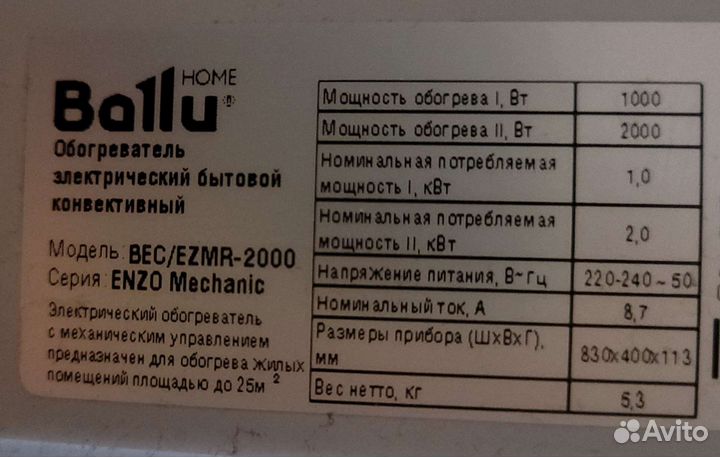 Ballu HOME
Обогреватель
электрический бытовой
конвективный
Модель: BEC/EZMR-2000
Серия: ENZO Mechanic
Электрический обогреватель
с механическим управлением
предназначен для обогрева жилых
помещений площадью до 25м²
Мощность обогрева I, Вт 1000
Мощность обогрева II, Вт 2000
Номинальная потребляемая
мощность I, кВт 1,0
Номинальная потребляемая
мощность II, кВт 2,0
Напряжение питания, В~Гц 220-240 ~ 50
Номинальный ток, А 8,7
Размеры прибора (ШхВхГ),
мм 830х400х113
Вес нетто, кг 5,3
Avito